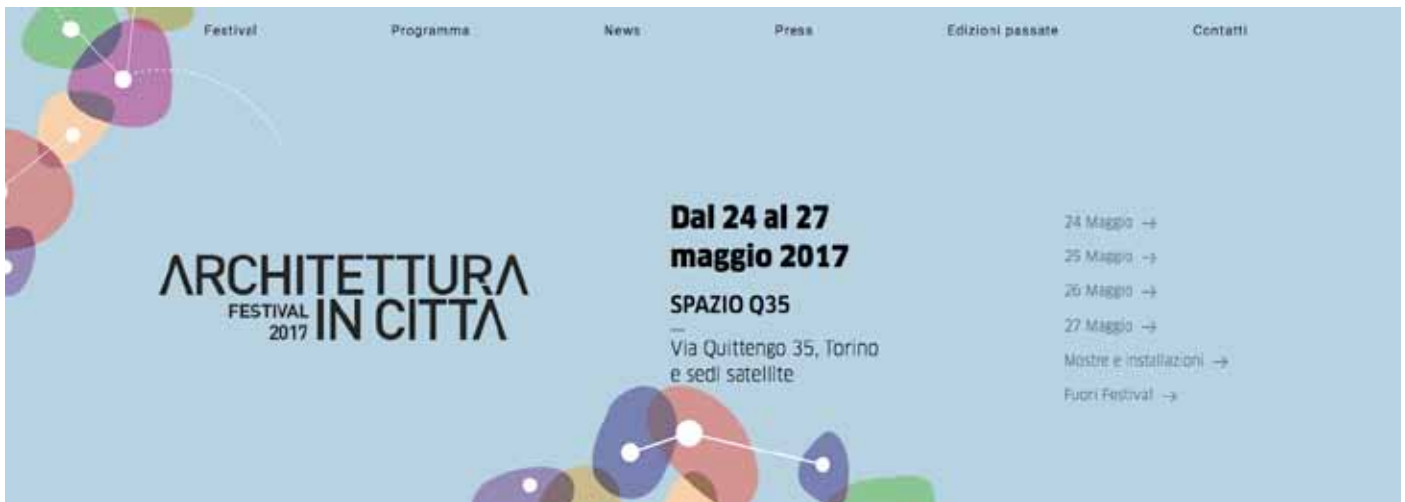 Festival Programma News Press Edizioni passate Contatti
ARCHITETTURA
FESTIVAL
2017
IN CITTÀ
Dal 24 al 27
maggio 2017
SPAZIO Q35
—
Via Quittengo 35, Torino
e sedi satellite
24 Maggio →
25 Maggio →
26 Maggio →
27 Maggio →
Mostre e installazioni →
Fuori Festival →